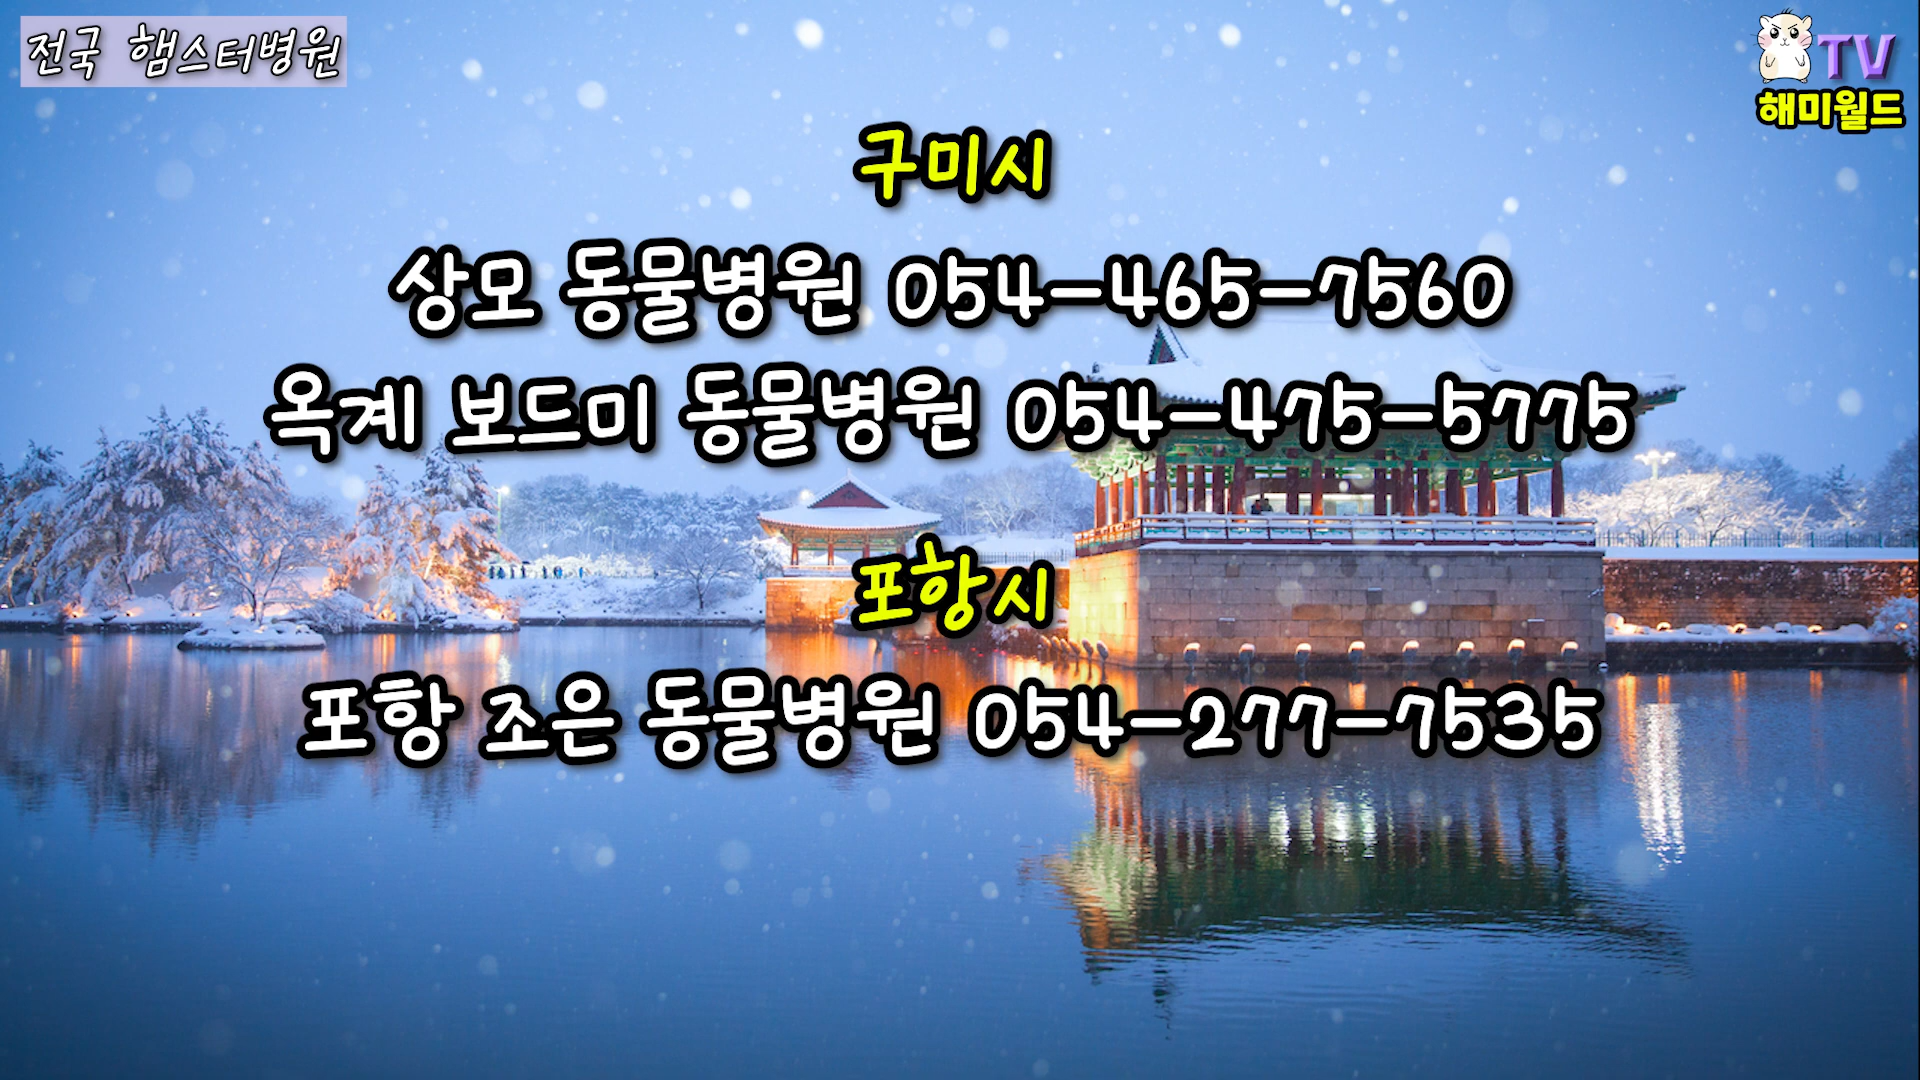 전국 햄스터병원
TV
해미월드
구미시
상모 동물병원 054-465-7560
옥계 보드미 동물병원 054-475-5775
포항시
포항 조은 동물병원 054-277-7535